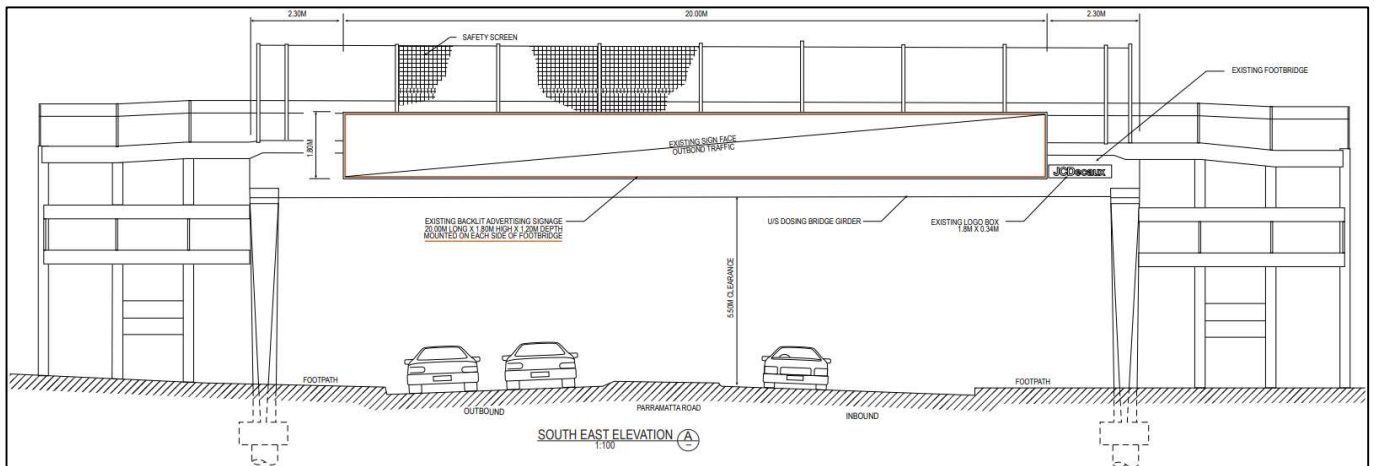 2.30M
20.00M
2.30M
SAFETY SCREEN
EXISTING FOOTBRIDGE
1.80M
EXISTING SIGN FACE
OUTBOND TRAFFIC
JCDecaux
EXISTING BACKLIT ADVERTISING SIGNAGE
20.00M LONG X 1.80M HIGH X 1.20M DEPTH
MOUNTED ON EACH SIDE OF FOOTBRIDGE
U/S DOSING BRIDGE GIRDER
EXISTING LOGO BOX
1.8M X 0.34M
5.50M CLEARANCE
FOOTPATH
OUTBOUND
PARRAMATTA ROAD
INBOUND
FOOTPATH
SOUTH EAST ELEVATION
A
1:100